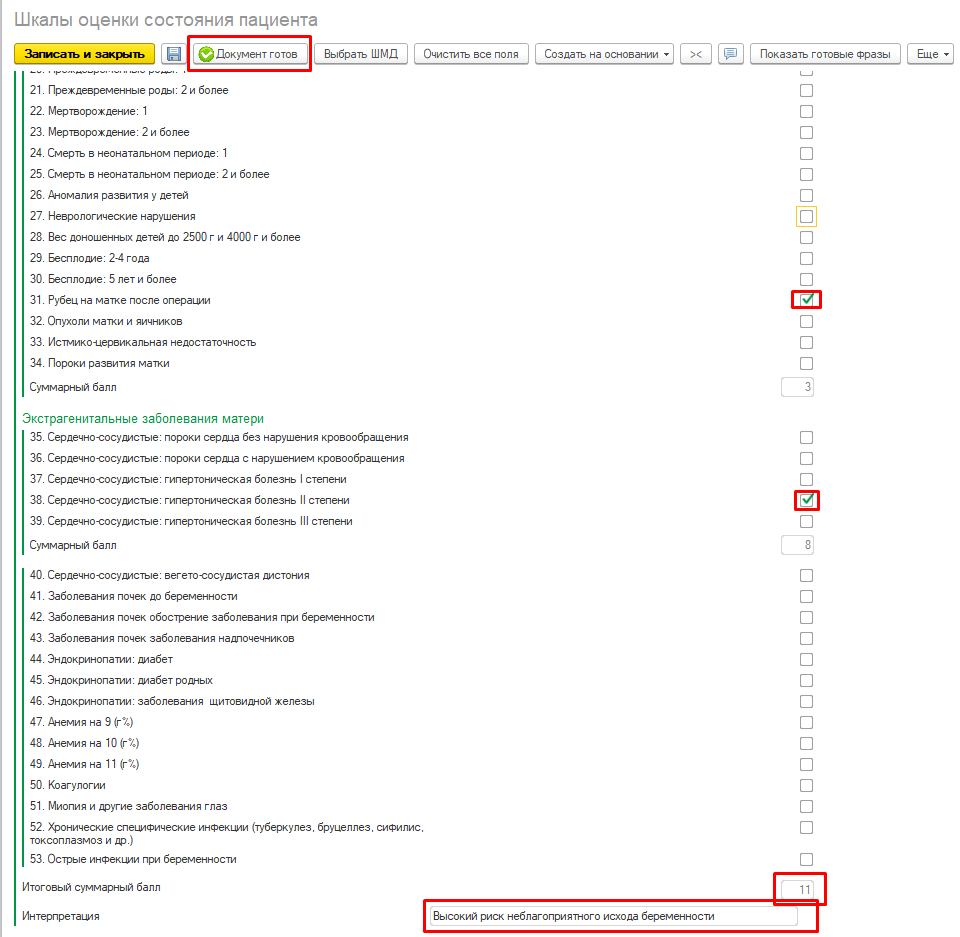 Шкалы оценки состояния пациента
Записать и закрыть Документ готов Выбрать ШМД Очистить все поля Создать на основании Показать готовые фразы Еще
20. Преждевременные роды: 1
21. Преждевременные роды: 2 и более
22. Мертворождение: 1
23. Мертворождение: 2 и более
24. Смерть в неонатальном периоде: 1
25. Смерть в неонатальном периоде: 2 и более
26. Аномалия развития у детей
27. Неврологические нарушения
28. Вес доношенных детей до 2500 г и 4000 г и более
29. Бесплодие: 2-4 года
30. Бесплодие: 5 лет и более
31. Рубец на матке после операции
32. Опухоли матки и яичников
33. Истмико-цервикальная недостаточность
34. Пороки развития матки
Суммарный балл 3
Экстрагенитальные заболевания матери
35. Сердечно-сосудистые: пороки сердца без нарушения кровообращения
36. Сердечно-сосудистые: пороки сердца с нарушением кровообращения
37. Сердечно-сосудистые: гипертоническая болезнь I степени
38. Сердечно-сосудистые: гипертоническая болезнь II степени
39. Сердечно-сосудистые: гипертоническая болезнь III степени
Суммарный балл 8
40. Сердечно-сосудистые: вегето-сосудистая дистония
41. Заболевания почек до беременности
42. Заболевания почек обострение заболевания при беременности
43. Заболевания почек заболевания надпочечников
44. Эндокринопатии: диабет
45. Эндокринопатии: диабет родных
46. Эндокринопатии: заболевания щитовидной железы
47. Анемия на 9 (г%)
48. Анемия на 10 (г%)
49. Анемия на 11 (г%)
50. Коагулогии
51. Миопия и другие заболевания глаз
52. Хронические специфические инфекции (туберкулез, бруцеллез, сифилис,
токсоплазмоз и др.)
53. Острые инфекции при беременности
Итоговый суммарный балл 11
Интерпретация Высокий риск неблагоприятного исхода беременности